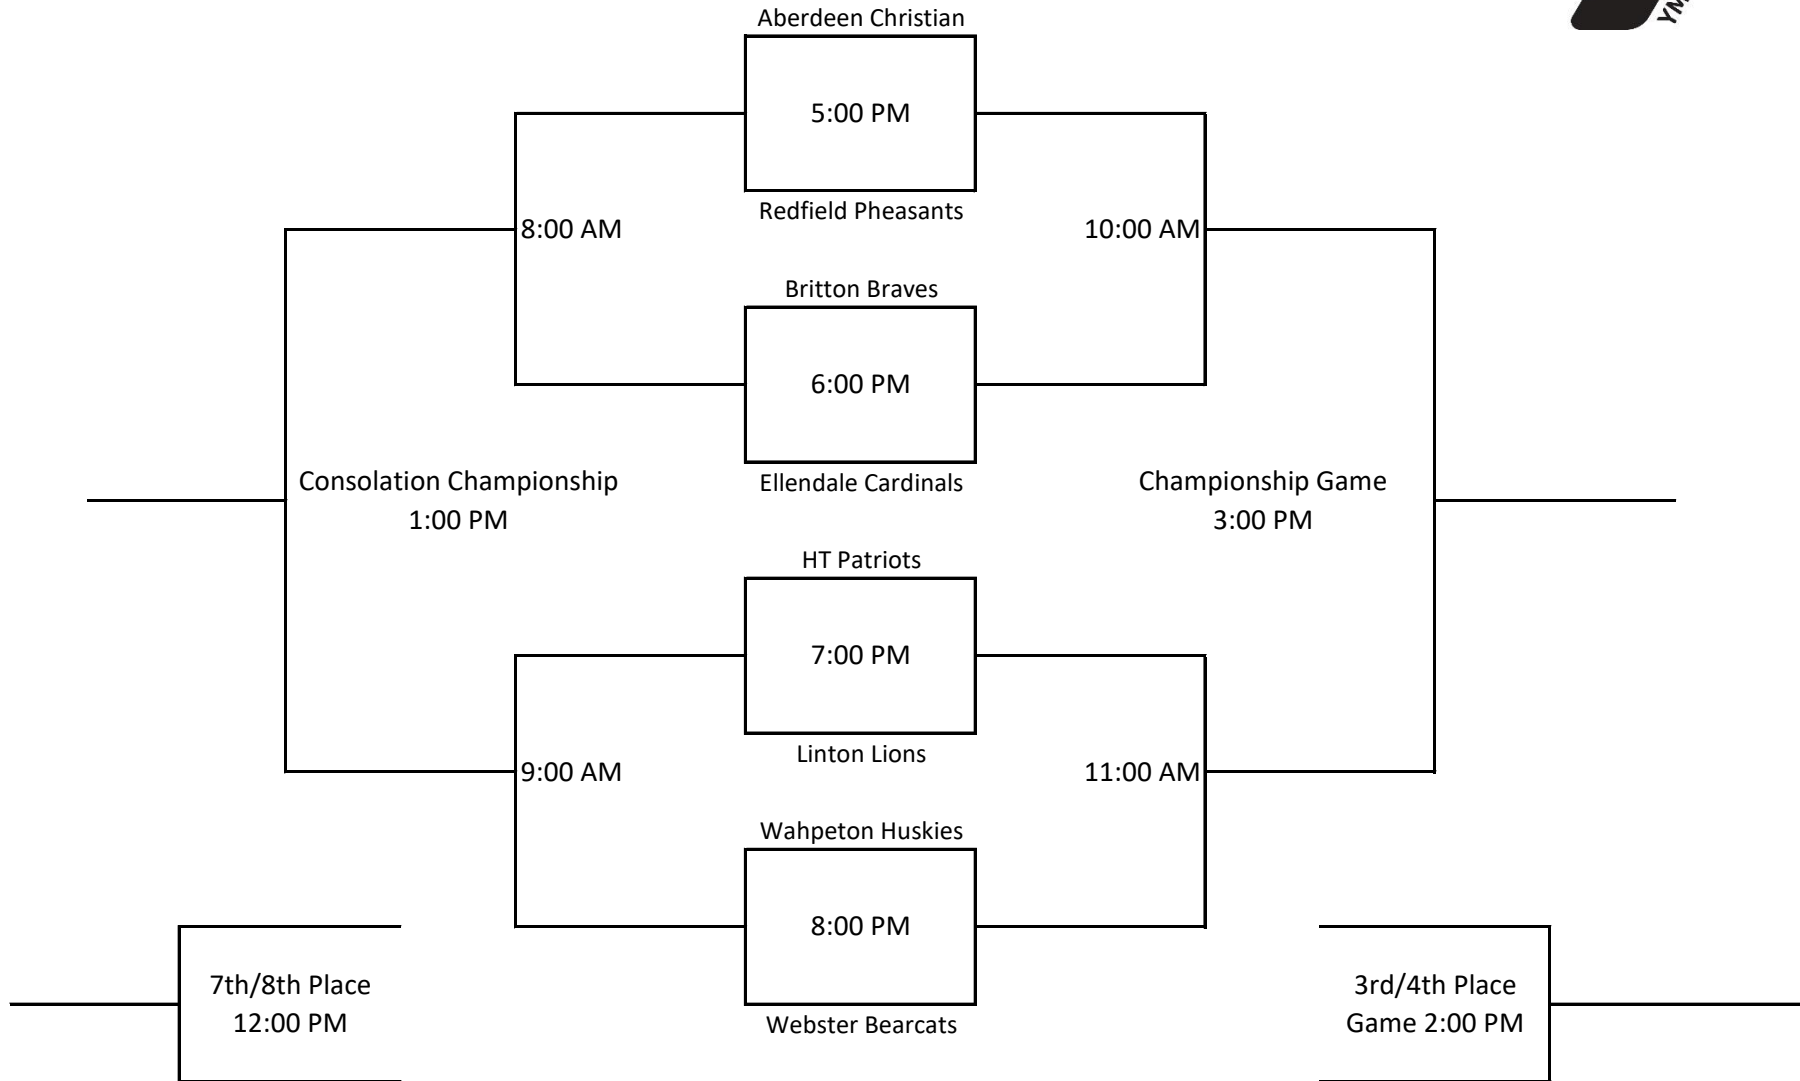 Aberdeen Christian
5:00 PM
Redfield Pheasants
8:00 AM
10:00 AM
Britton Braves
6:00 PM
Ellendale Cardinals
Consolation Championship
1:00 PM
Championship Game
3:00 PM
HT Patriots
7:00 PM
Linton Lions
9:00 AM
11:00 AM
Wahpeton Huskies
8:00 PM
Webster Bearcats
7th/8th Place
12:00 PM
3rd/4th Place
Game 2:00 PM